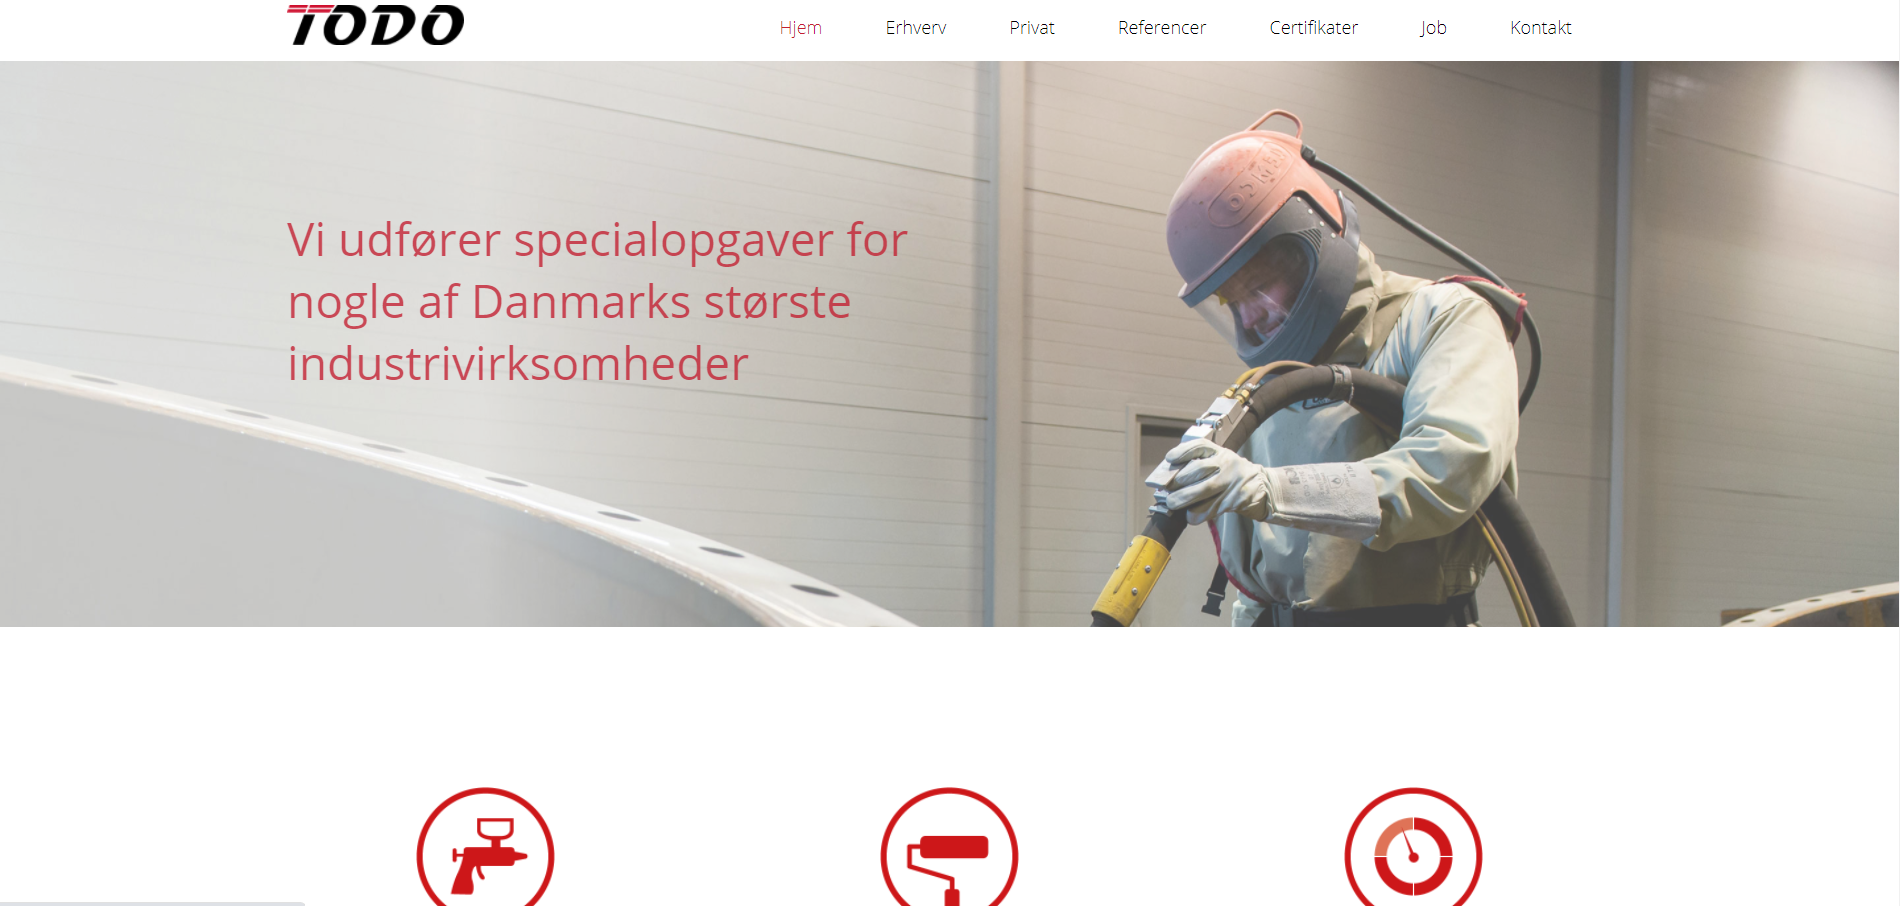 TODO
Hjem Erhverv Privat Referencer Certifikater Job Kontakt
Vi udfører specialopgaver for
nogle af Danmarks største
industrivirksomheder